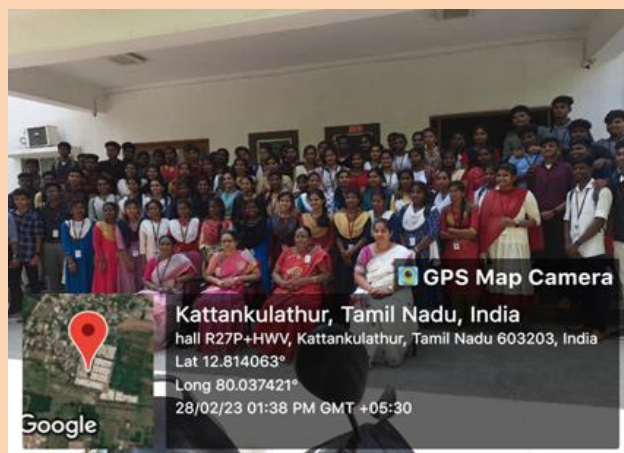 GPS Map Camera
Kattankulathur, Tamil Nadu, India
hall R27P+HWV, Kattankulathur, Tamil Nadu 603203, India
Lat 12.814063°
Long 80.037421°
28/02/23 01:38 PM GMT +05:30
Google